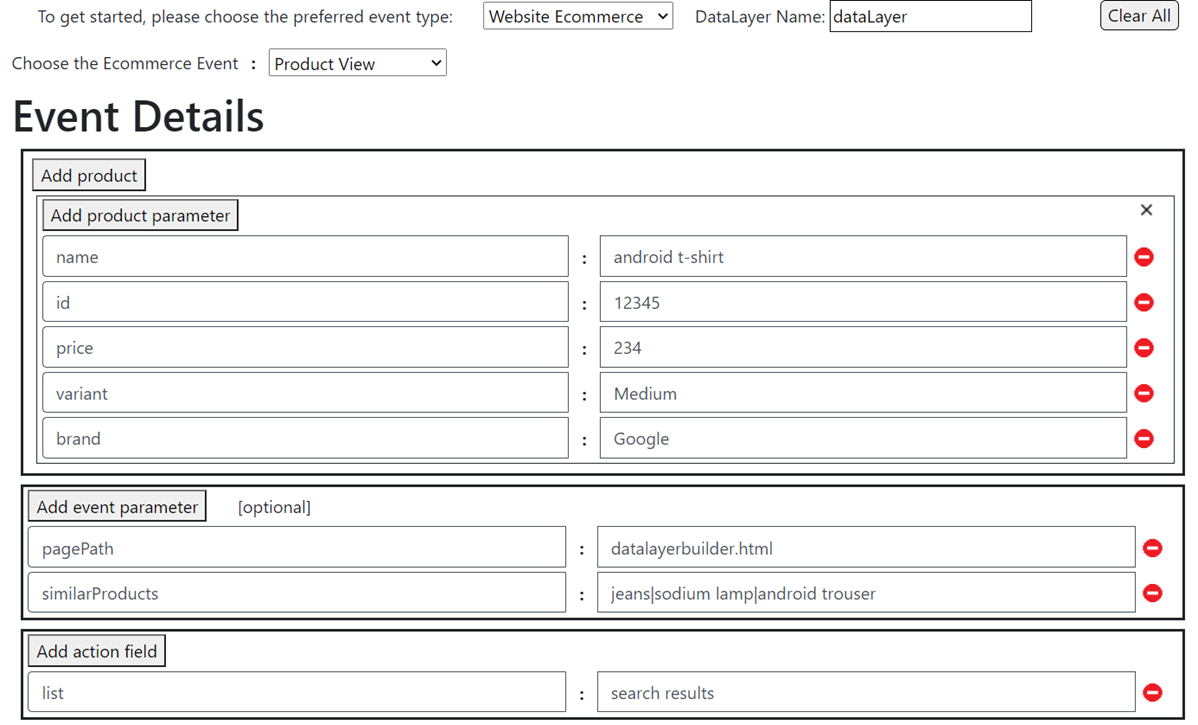 To get started, please choose the preferred event type: Website Ecommerce DataLayer Name: dataLayer Clear All
Choose the Ecommerce Event : Product View
Event Details
Add product
Add product parameter ×
name : android t-shirt
id : 12345
price : 234
variant : Medium
brand : Google
Add event parameter [optional]
pagePath : datalayerbuilder.html
similarProducts : jeans|sodium lamp|android trouser
Add action field
list : search results